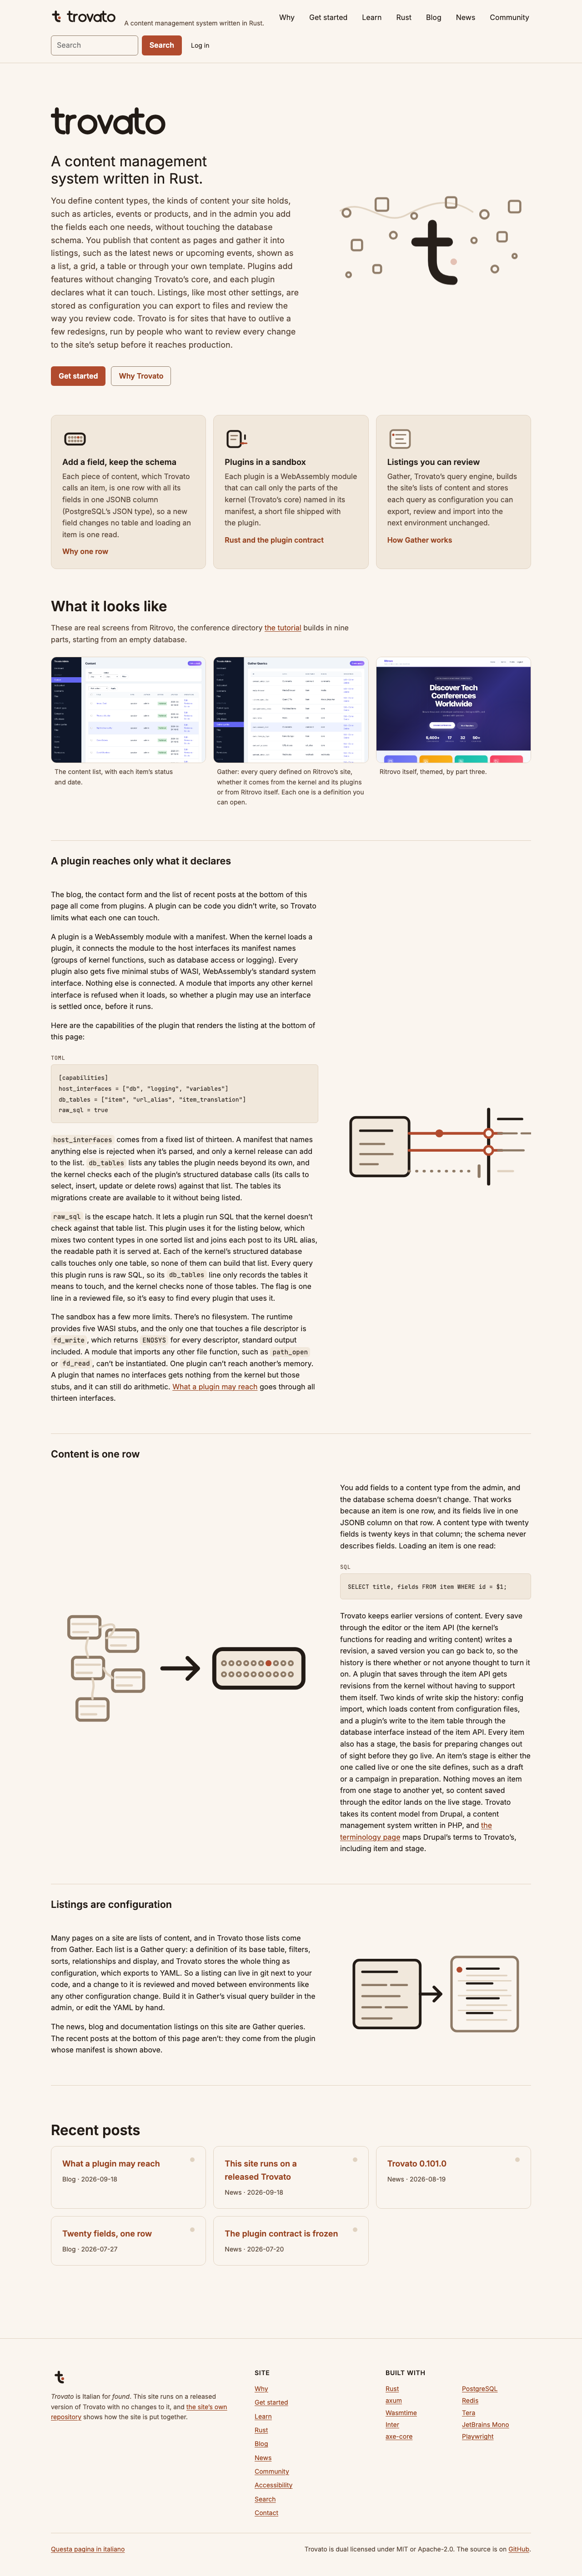 trovato
A content management system written in Rust.
Why
Get started
Learn
Rust
Blog
News
Community
Search
Search
Log in
trovato
A content management
system written in Rust.
You define content types, the kinds of content your site holds,
such as articles, events or products, and in the admin you add
the fields each one needs, without touching the database
schema. You publish that content as pages and gather it into
listings, such as the latest news or upcoming events, shown as
a list, a grid, a table or through your own template. Plugins add
features without changing Trovato's core, and each plugin
declares what it can touch. Listings, like most other settings, are
stored as configuration you can export to files and review the
way you review code. Trovato is for sites that have to outlive a
few redesigns, run by people who want to review every change
to the site's setup before it reaches production.
Get started
Why Trovato
Add a field, keep the schema
Each piece of content, which Trovato
calls an item, is one row with all its
fields in one JSONB column
(PostgreSQL's JSON type), so a new
field changes no table and loading an
item is one read.
Why one row
Plugins in a sandbox
Each plugin is a WebAssembly module
that can call only the parts of the
kernel (Trovato's core) named in its
manifest, a short file shipped with
the plugin.
Rust and the plugin contract
Listings you can review
Gather, Trovato's query engine, builds
the site's lists of content and stores
each query as configuration you can
export, review and import into the
next environment unchanged.
How Gather works
What it looks like
These are real screens from Ritrovo, the conference directory the tutorial builds in nine
parts, starting from an empty database.
Discover Tech
Conferences
Worldwide
The content list, with each item's status
and date.
Gather: every query defined on Ritrovo's site,
whether it comes from the kernel and its plugins
or from Ritrovo itself. Each one is a definition you
can open.
Ritrovo itself, themed, by part three.
A plugin reaches only what it declares
The blog, the contact form and the list of recent posts at the bottom of this
page all come from plugins. A plugin can be code you didn't write, so Trovato
limits what each one can touch.
A plugin is a WebAssembly module with a manifest. When the kernel loads a
plugin, it connects the module to the host interfaces its manifest names
(groups of kernel functions, such as database access or logging). Every
plugin also gets five minimal stubs of WASI, WebAssembly's standard system
interface. Nothing else is connected. A module that imports any other kernel
interface is refused when it loads, so whether a plugin may use an interface
is settled once, before it runs.
Here are the capabilities of the plugin that renders the listing at the bottom of
this page:
TOML
[capabilities]
host_interfaces = ["db", "logging", "variables"]
db_tables = ["item", "url_alias", "item_translation"]
raw_sql = true
host_interfaces comes from a fixed list of thirteen. A manifest that names
anything else is rejected when it's parsed, and only a kernel release can add
to the list. db_tables lists any tables the plugin needs beyond its own, and
the kernel checks each of the plugin's structured database calls (its calls to
select, insert, update or delete rows) against that list. The tables its
migrations create are available to it without being listed.
raw_sql is the escape hatch. It lets a plugin run SQL that the kernel doesn't
check against that table list. This plugin uses it for the listing below, which
mixes two content types in one sorted list and joins each post to its URL alias,
the readable path it is served at. Each of the kernel's structured database
calls touches only one table, so none of them can build that list. Every query
this plugin runs is raw SQL, so its db_tables line only records the tables it
means to touch, and the kernel checks none of those tables. The flag is one
line in a reviewed file, so it's easy to find every plugin that uses it.
The sandbox has a few more limits. There's no filesystem. The runtime
provides five WASI stubs, and the only one that touches a file descriptor is
fd_write, which returns ENOSYS for every descriptor, standard output
included. A module that imports any other file function, such as path_open
or fd_read, can't be instantiated. One plugin can't reach another's memory.
A plugin that names no interfaces gets nothing from the kernel but those
stubs, and it can still do arithmetic. What a plugin may reach goes through all
thirteen interfaces.
Content is one row
You add fields to a content type from the admin, and
the database schema doesn't change. That works
because an item is one row, and its fields live in one
JSONB column on that row. A content type with twenty
fields is twenty keys in that column; the schema never
describes fields. Loading an item is one read:
SQL
SELECT title, fields FROM item WHERE id = $1;
Trovato keeps earlier versions of content. Every save
through the editor or the item API (the kernel's
functions for reading and writing content) writes a
revision, a saved version you can go back to, so the
history is there whether or not anyone thought to turn it
on. A plugin that saves through the item API gets
revisions from the kernel without having to support
them itself. Two kinds of write skip the history: config
import, which loads content from configuration files,
and a plugin's write to the item table through the
database interface instead of the item API. Every item
also has a stage, the basis for preparing changes out
of sight before they go live. An item's stage is either the
one called live or one the site defines, such as a draft
or a campaign in preparation. Nothing moves an item
from one stage to another yet, so content saved
through the editor lands on the live stage. Trovato
takes its content model from Drupal, a content
management system written in PHP, and the
terminology page maps Drupal's terms to Trovato's,
including item and stage.
Listings are configuration
Many pages on a site are lists of content, and in Trovato those lists come
from Gather. Each list is a Gather query: a definition of its base table, filters,
sorts, relationships and display, and Trovato stores the whole thing as
configuration, which exports to YAML. So a listing can live in git next to your
code, and a change to it is reviewed and moved between environments like
any other configuration change. Build it in Gather's visual query builder in the
admin, or edit the YAML by hand.
The news, blog and documentation listings on this site are Gather queries.
The recent posts at the bottom of this page aren't: they come from the plugin
whose manifest is shown above.
Recent posts
What a plugin may reach
Blog · 2026-09-18
This site runs on a
released Trovato
News · 2026-09-18
Trovato 0.101.0
News · 2026-08-19
Twenty fields, one row
Blog · 2026-07-27
The plugin contract is frozen
News · 2026-07-20
Trovato is Italian for found. This site runs on a released
version of Trovato with no changes to it, and the site's own
repository shows how the site is put together.
SITE
Why
Get started
Learn
Rust
Blog
News
Community
Accessibility
Search
Contact
BUILT WITH
Rust
axum
Wasmtime
Inter
axe-core
PostgreSQL
Redis
Tera
JetBrains Mono
Playwright
Questa pagina in italiano
Trovato is dual licensed under MIT or Apache-2.0. The source is on GitHub.